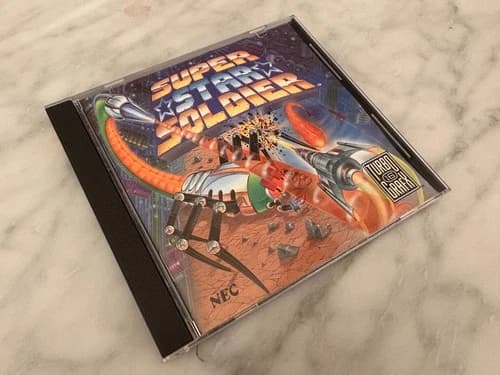 SUPER
STAR
SOLDIER
TURBO
G
CHIP
NEC